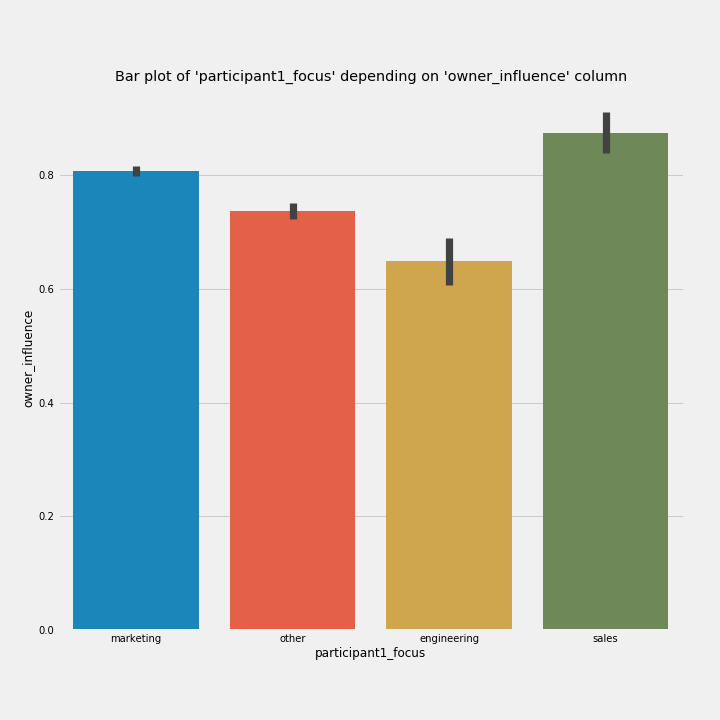 Bar plot of 'participant1_focus' depending on 'owner_influence' column
owner_influence
0.8
0.6
0.4
0.2
0.0
marketing other engineering sales
participant1_focus